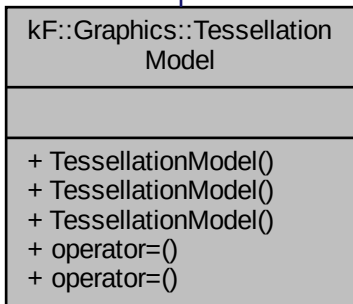 kF::Graphics::Tessellation
Model
+ TessellationModel()
+ TessellationModel()
+ TessellationModel()
+ operator=()
+ operator=()